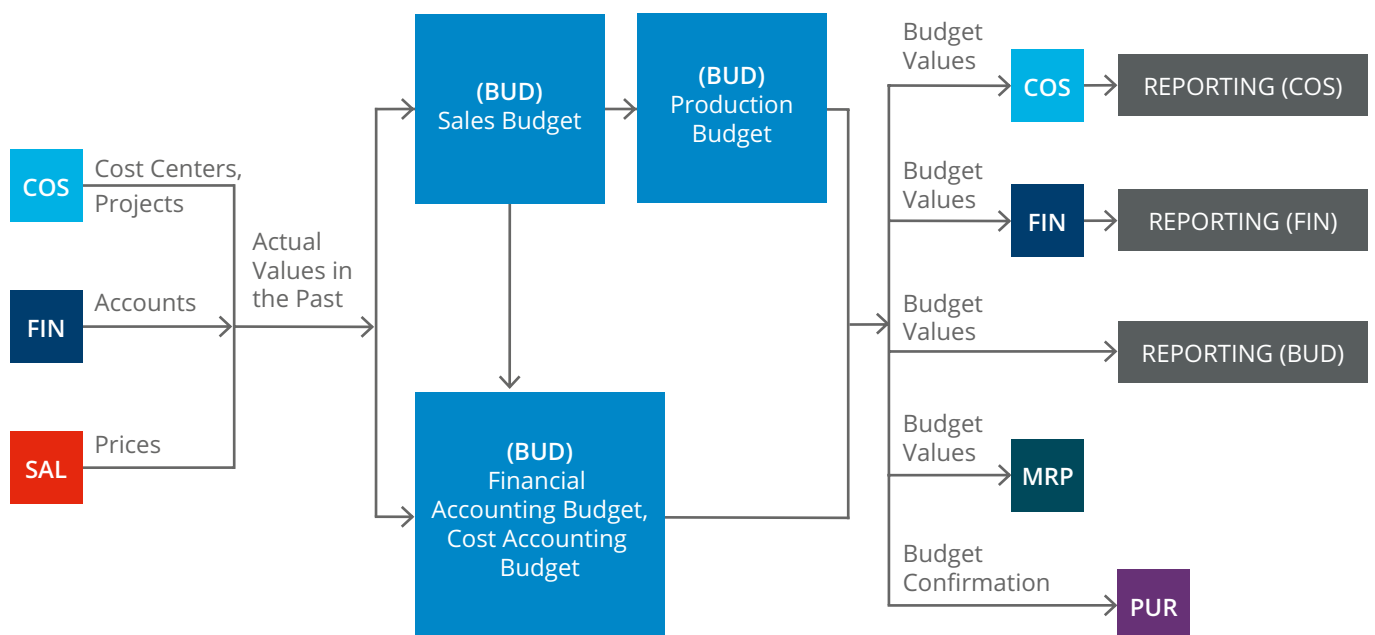 COS
Cost Centers,
Projects
FIN
Accounts
SAL
Prices
Actual
Values in
the Past
(BUD)
Sales Budget
(BUD)
Production
Budget
(BUD)
Financial
Accounting Budget,
Cost Accounting
Budget
Budget
Values
COS
REPORTING (COS)
Budget
Values
FIN
REPORTING (FIN)
Budget
Values
REPORTING (BUD)
Budget
Values
MRP
Budget
Confirmation
PUR